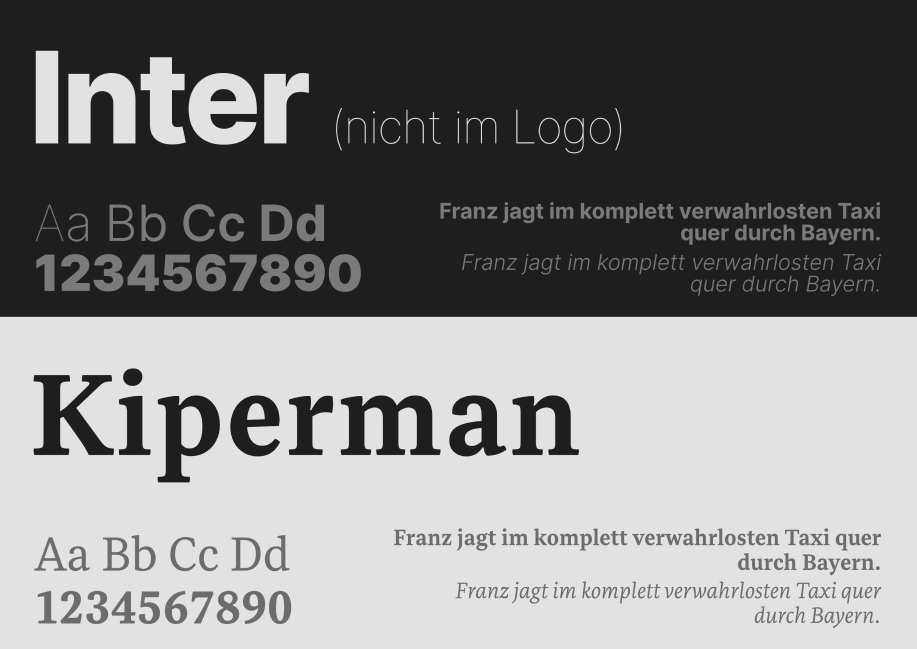 Inter (nicht im Logo)
Aa Bb Cc Dd
1234567890
Franz jagt im komplett verwahrlosten Taxi
quer durch Bayern.
Franz jagt im komplett verwahrlosten Taxi
quer durch Bayern.
Kiperman
Aa Bb Cc Dd
1234567890
Franz jagt im komplett verwahrlosten Taxi quer
durch Bayern.
Franz jagt im komplett verwahrlosten Taxi quer
durch Bayern.